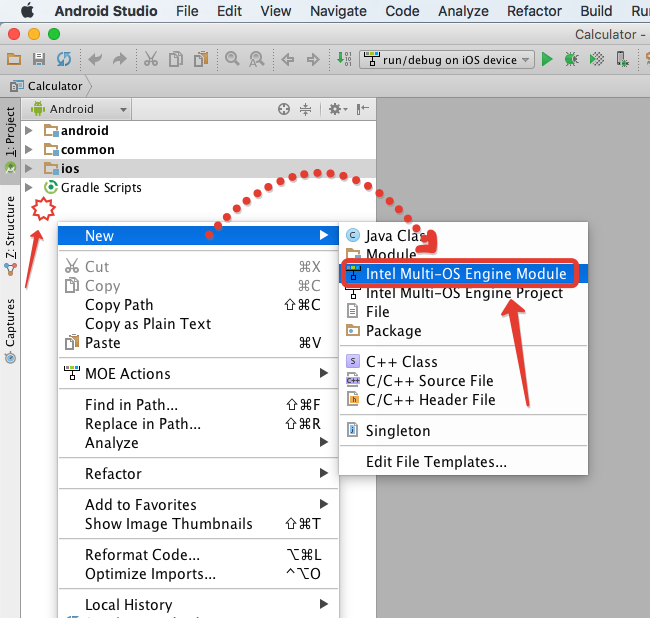 Android Studio File Edit View Navigate Code Analyze Refactor Build
Calculator -
run/debug on iOS device
Calculator
1: Project
Android
android
common
ios
Gradle Scripts
Z: Structure
Captures
New
Cut ⌘X
Copy ⌘C
Copy Path ⇧⌘C
Copy as Plain Text
Paste ⌘V
MOE Actions
Find in Path... ⇧⌘F
Replace in Path... ⇧⌘R
Analyze
Refactor
Add to Favorites
Show Image Thumbnails ⇧⌘T
Reformat Code... ⌥⌘L
Optimize Imports... ^⌥O
Local History
Java Class
Module
Intel Multi-OS Engine Module
Intel Multi-OS Engine Project
File
Package
C++ Class
C/C++ Source File
C/C++ Header File
Singleton
Edit File Templates...